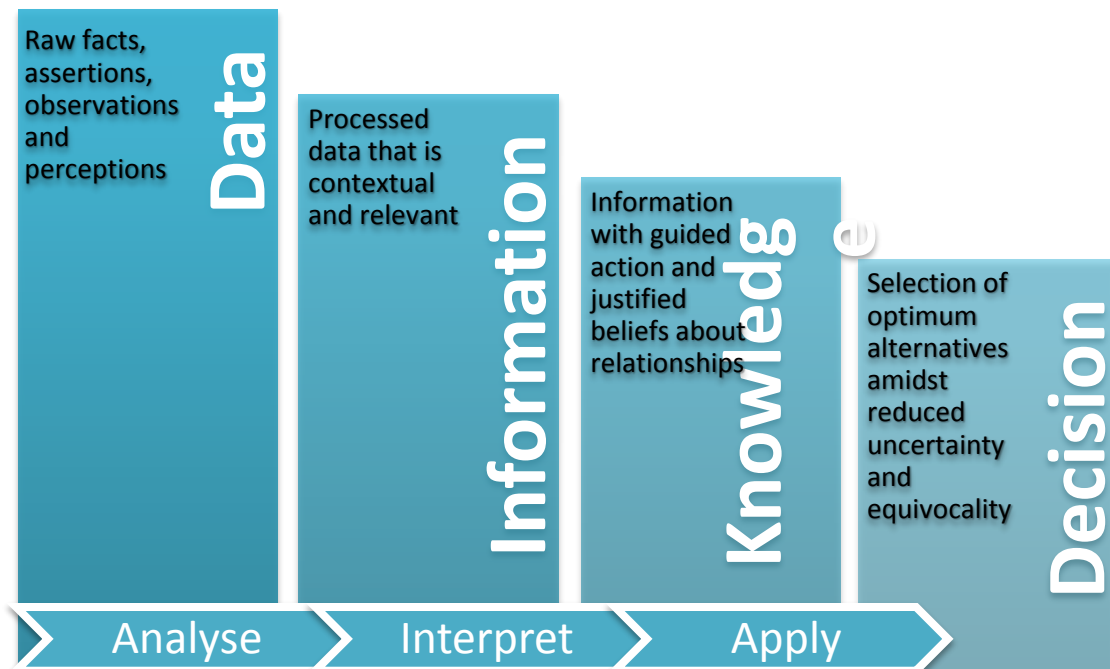 Data
Raw facts,
assertions,
observations
and
perceptions
Information
Processed
data that is
contextual
and relevant
Knowledg
e
Information
with guided
action and
justified
beliefs about
relationships
Decision
Selection of
optimum
alternatives
amidst
reduced
uncertainty
and
equivocality
Analyse
Interpret
Apply